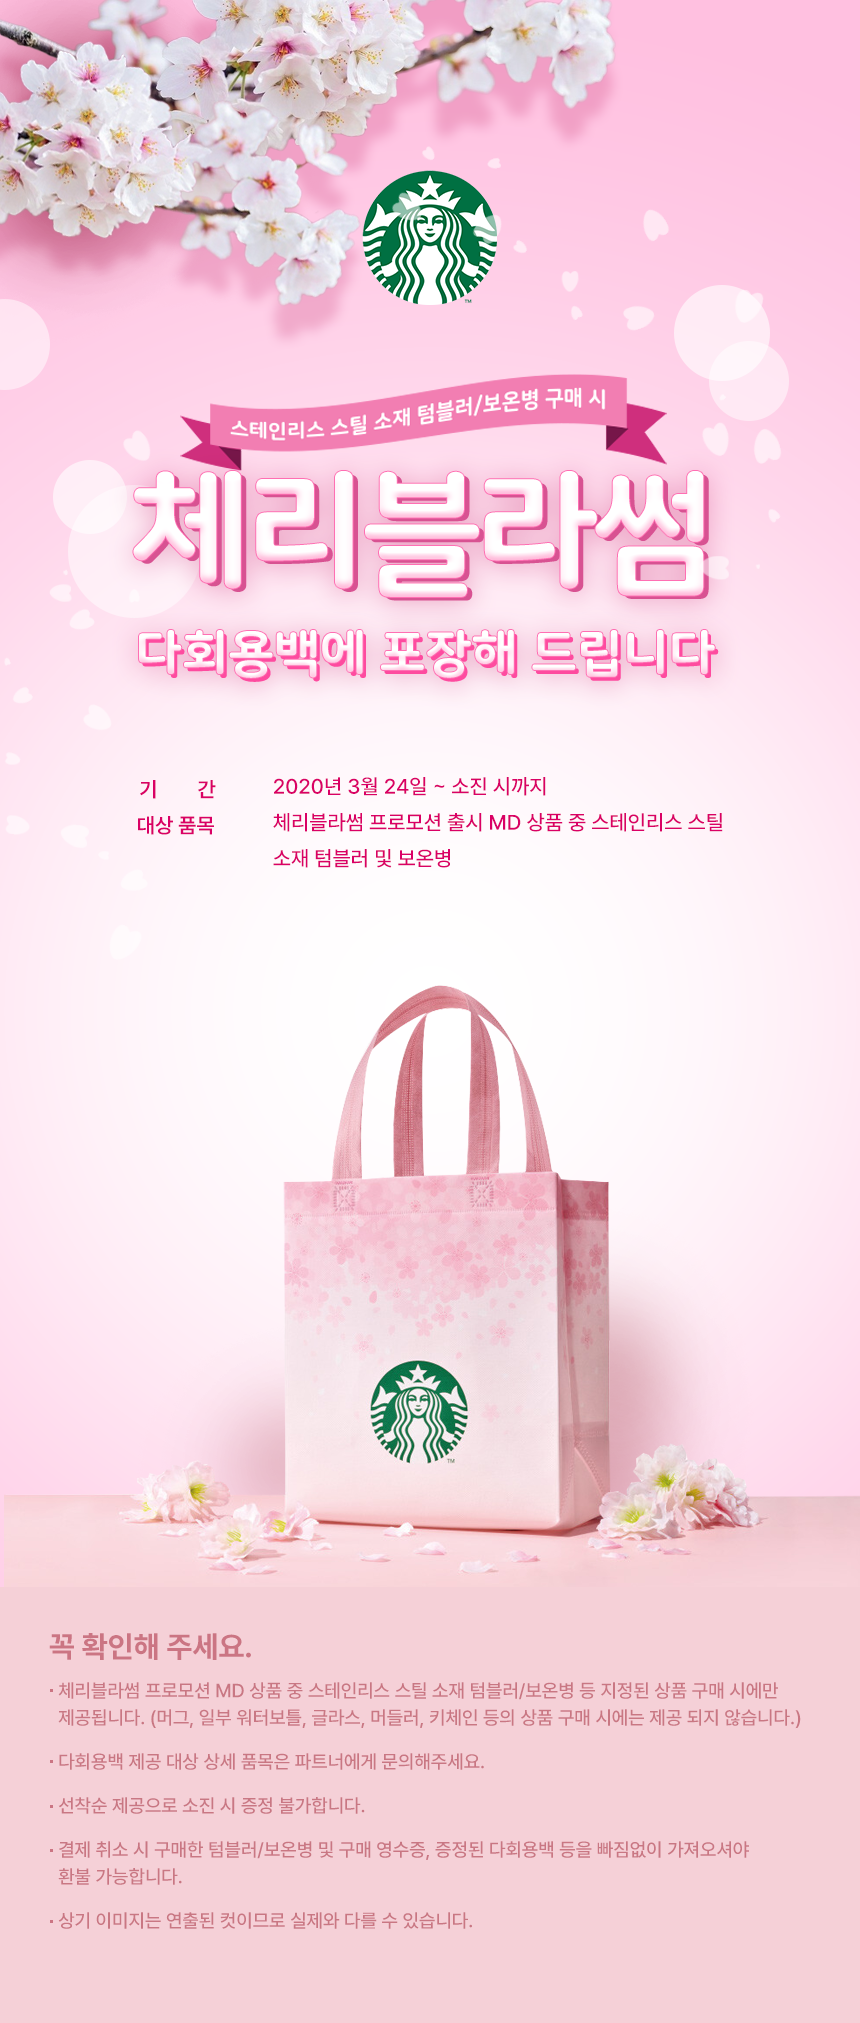 스테인리스 스틸 소재 텀블러/보온병 구매 시
체리블라썸
다회용백에 포장해 드립니다
기 간 2020년 3월 24일 ~ 소진 시까지
대상 품목 체리블라썸 프로모션 출시 MD 상품 중 스테인리스 스틸
소재 텀블러 및 보온병
꼭 확인해 주세요.
· 체리블라썸 프로모션 MD 상품 중 스테인리스 스틸 소재 텀블러/보온병 등 지정된 상품 구매 시에만
제공됩니다. (머그, 일부 워터보틀, 글라스, 머들러, 키체인 등의 상품 구매 시에는 제공 되지 않습니다.)
· 다회용백 제공 대상 상세 품목은 파트너에게 문의해주세요.
· 선착순 제공으로 소진 시 증정 불가합니다.
· 결제 취소 시 구매한 텀블러/보온병 및 구매 영수증, 증정된 다회용백 등을 빠짐없이 가져오셔야
환불 가능합니다.
· 상기 이미지는 연출된 컷이므로 실제와 다를 수 있습니다.